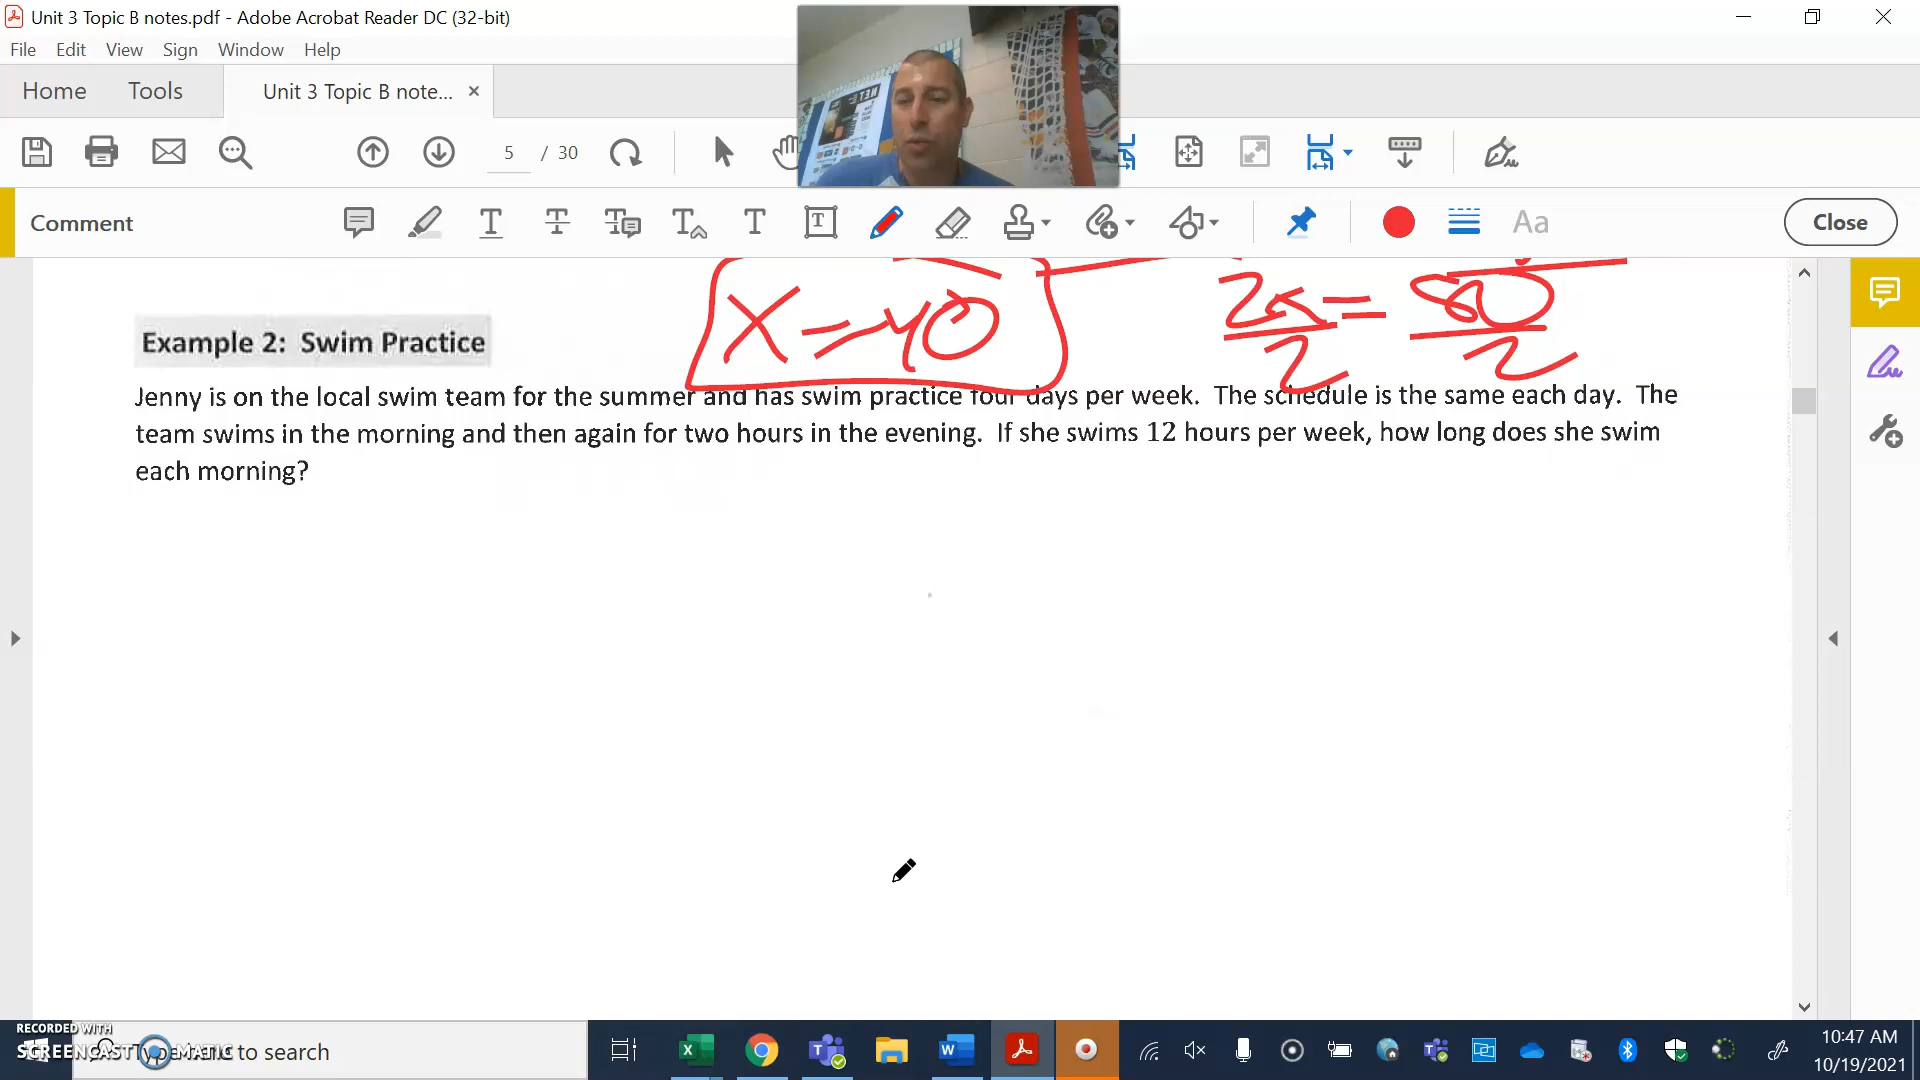 Unit 3 Topic B notes.pdf - Adobe Acrobat Reader DC (32-bit)
File Edit View Sign Window Help
Home Tools Unit 3 Topic B note... ×
5 / 30
Comment
Aa
Close
X = 40
2x = 80
2 2
Example 2: Swim Practice
Jenny is on the local swim team for the summer and has swim practice four days per week. The schedule is the same each day. The
team swims in the morning and then again for two hours in the evening. If she swims 12 hours per week, how long does she swim
each morning?
RECORDED WITH
SCREENCAST MATIC
Type here to search
10:47 AM
10/19/2021